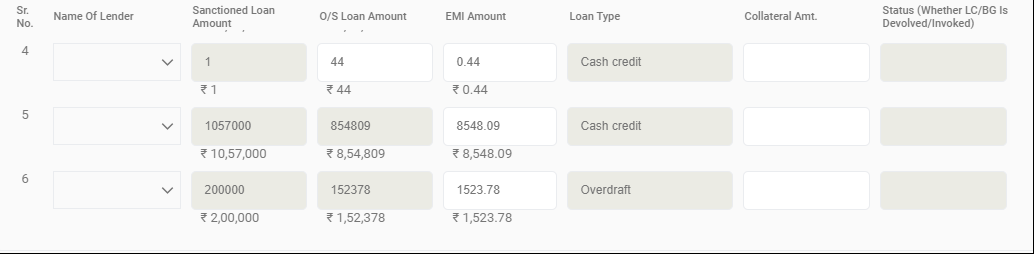 Sr. No. Name Of Lender Sanctioned Loan Amount O/S Loan Amount EMI Amount Loan Type Collateral Amt. Status (Whether LC/BG Is Devolved/Invoked)
4 1 44 0.44 Cash credit
₹ 1 ₹ 44 ₹ 0.44
5 1057000 854809 8548.09 Cash credit
₹ 10,57,000 ₹ 8,54,809 ₹ 8,548.09
6 200000 152378 1523.78 Overdraft
₹ 2,00,000 ₹ 1,52,378 ₹ 1,523.78